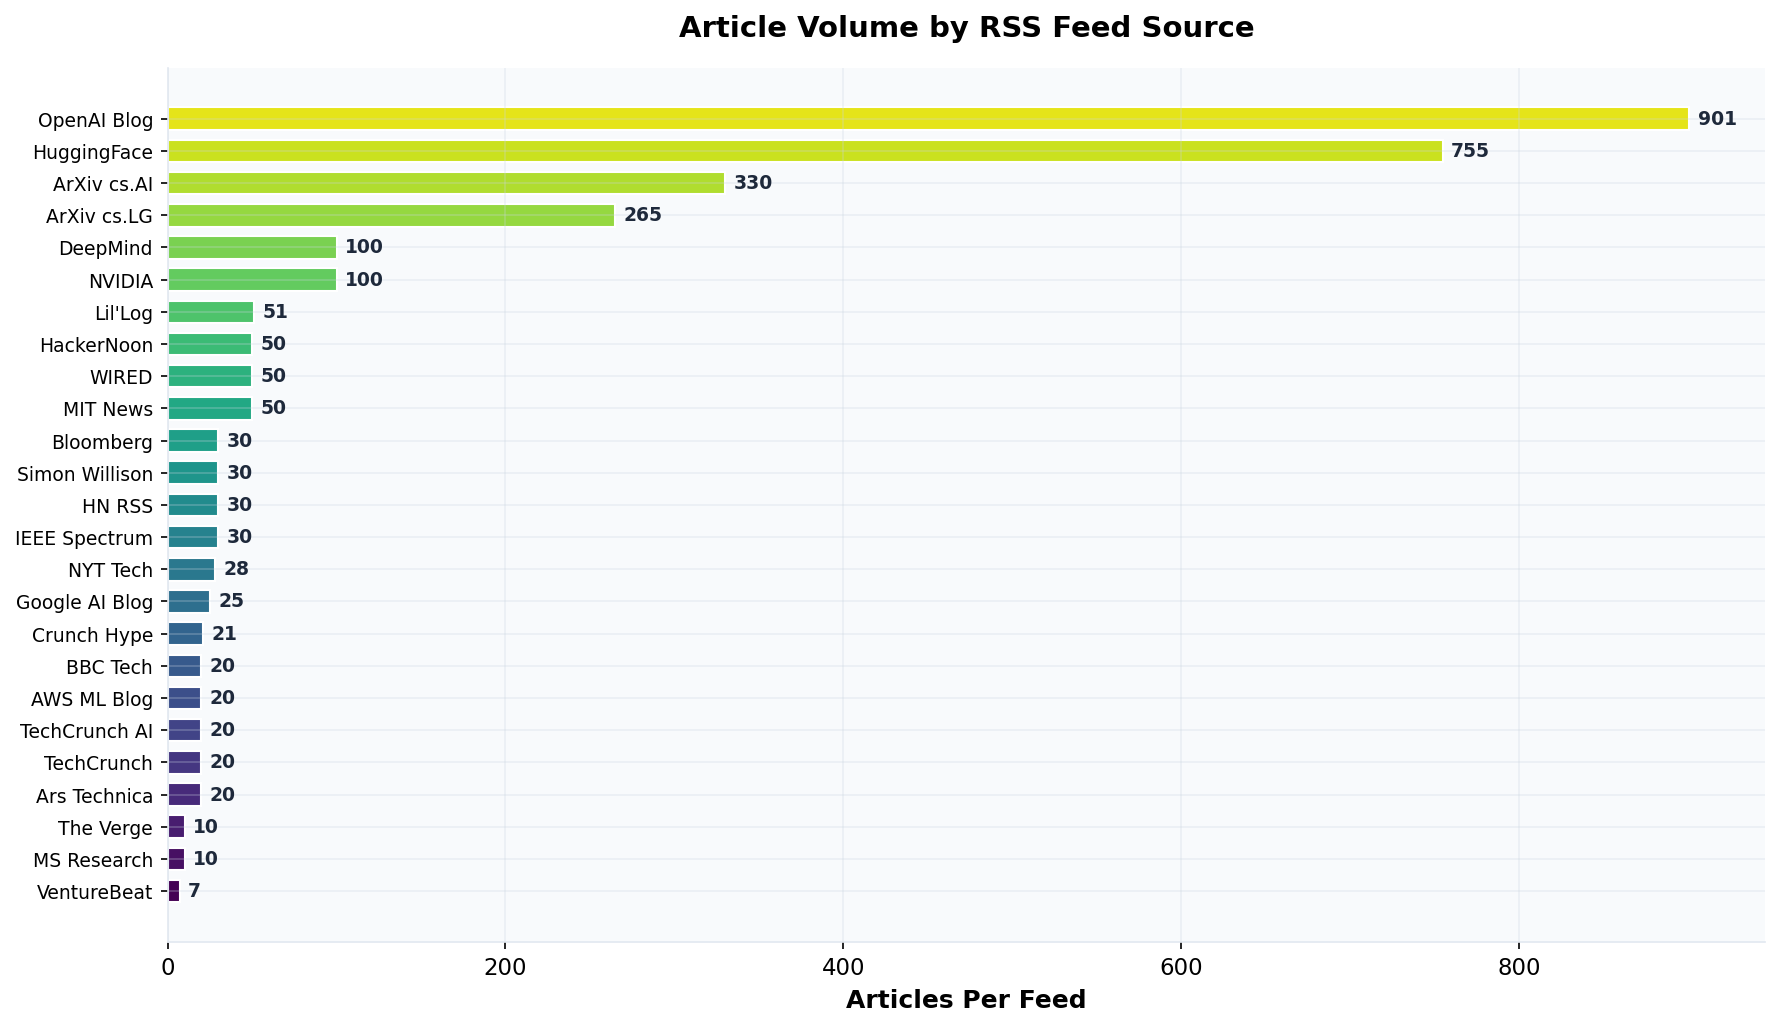 Article Volume by RSS Feed Source
OpenAI Blog 901
HuggingFace 755
ArXiv cs.AI 330
ArXiv cs.LG 265
DeepMind 100
NVIDIA 100
Lil'Log 51
HackerNoon 50
WIRED 50
MIT News 50
Bloomberg 30
Simon Willison 30
HN RSS 30
IEEE Spectrum 30
NYT Tech 28
Google AI Blog 25
Crunch Hype 21
BBC Tech 20
AWS ML Blog 20
TechCrunch AI 20
TechCrunch 20
Ars Technica 20
The Verge 10
MS Research 10
VentureBeat 7
0 200 400 600 800
Articles Per Feed